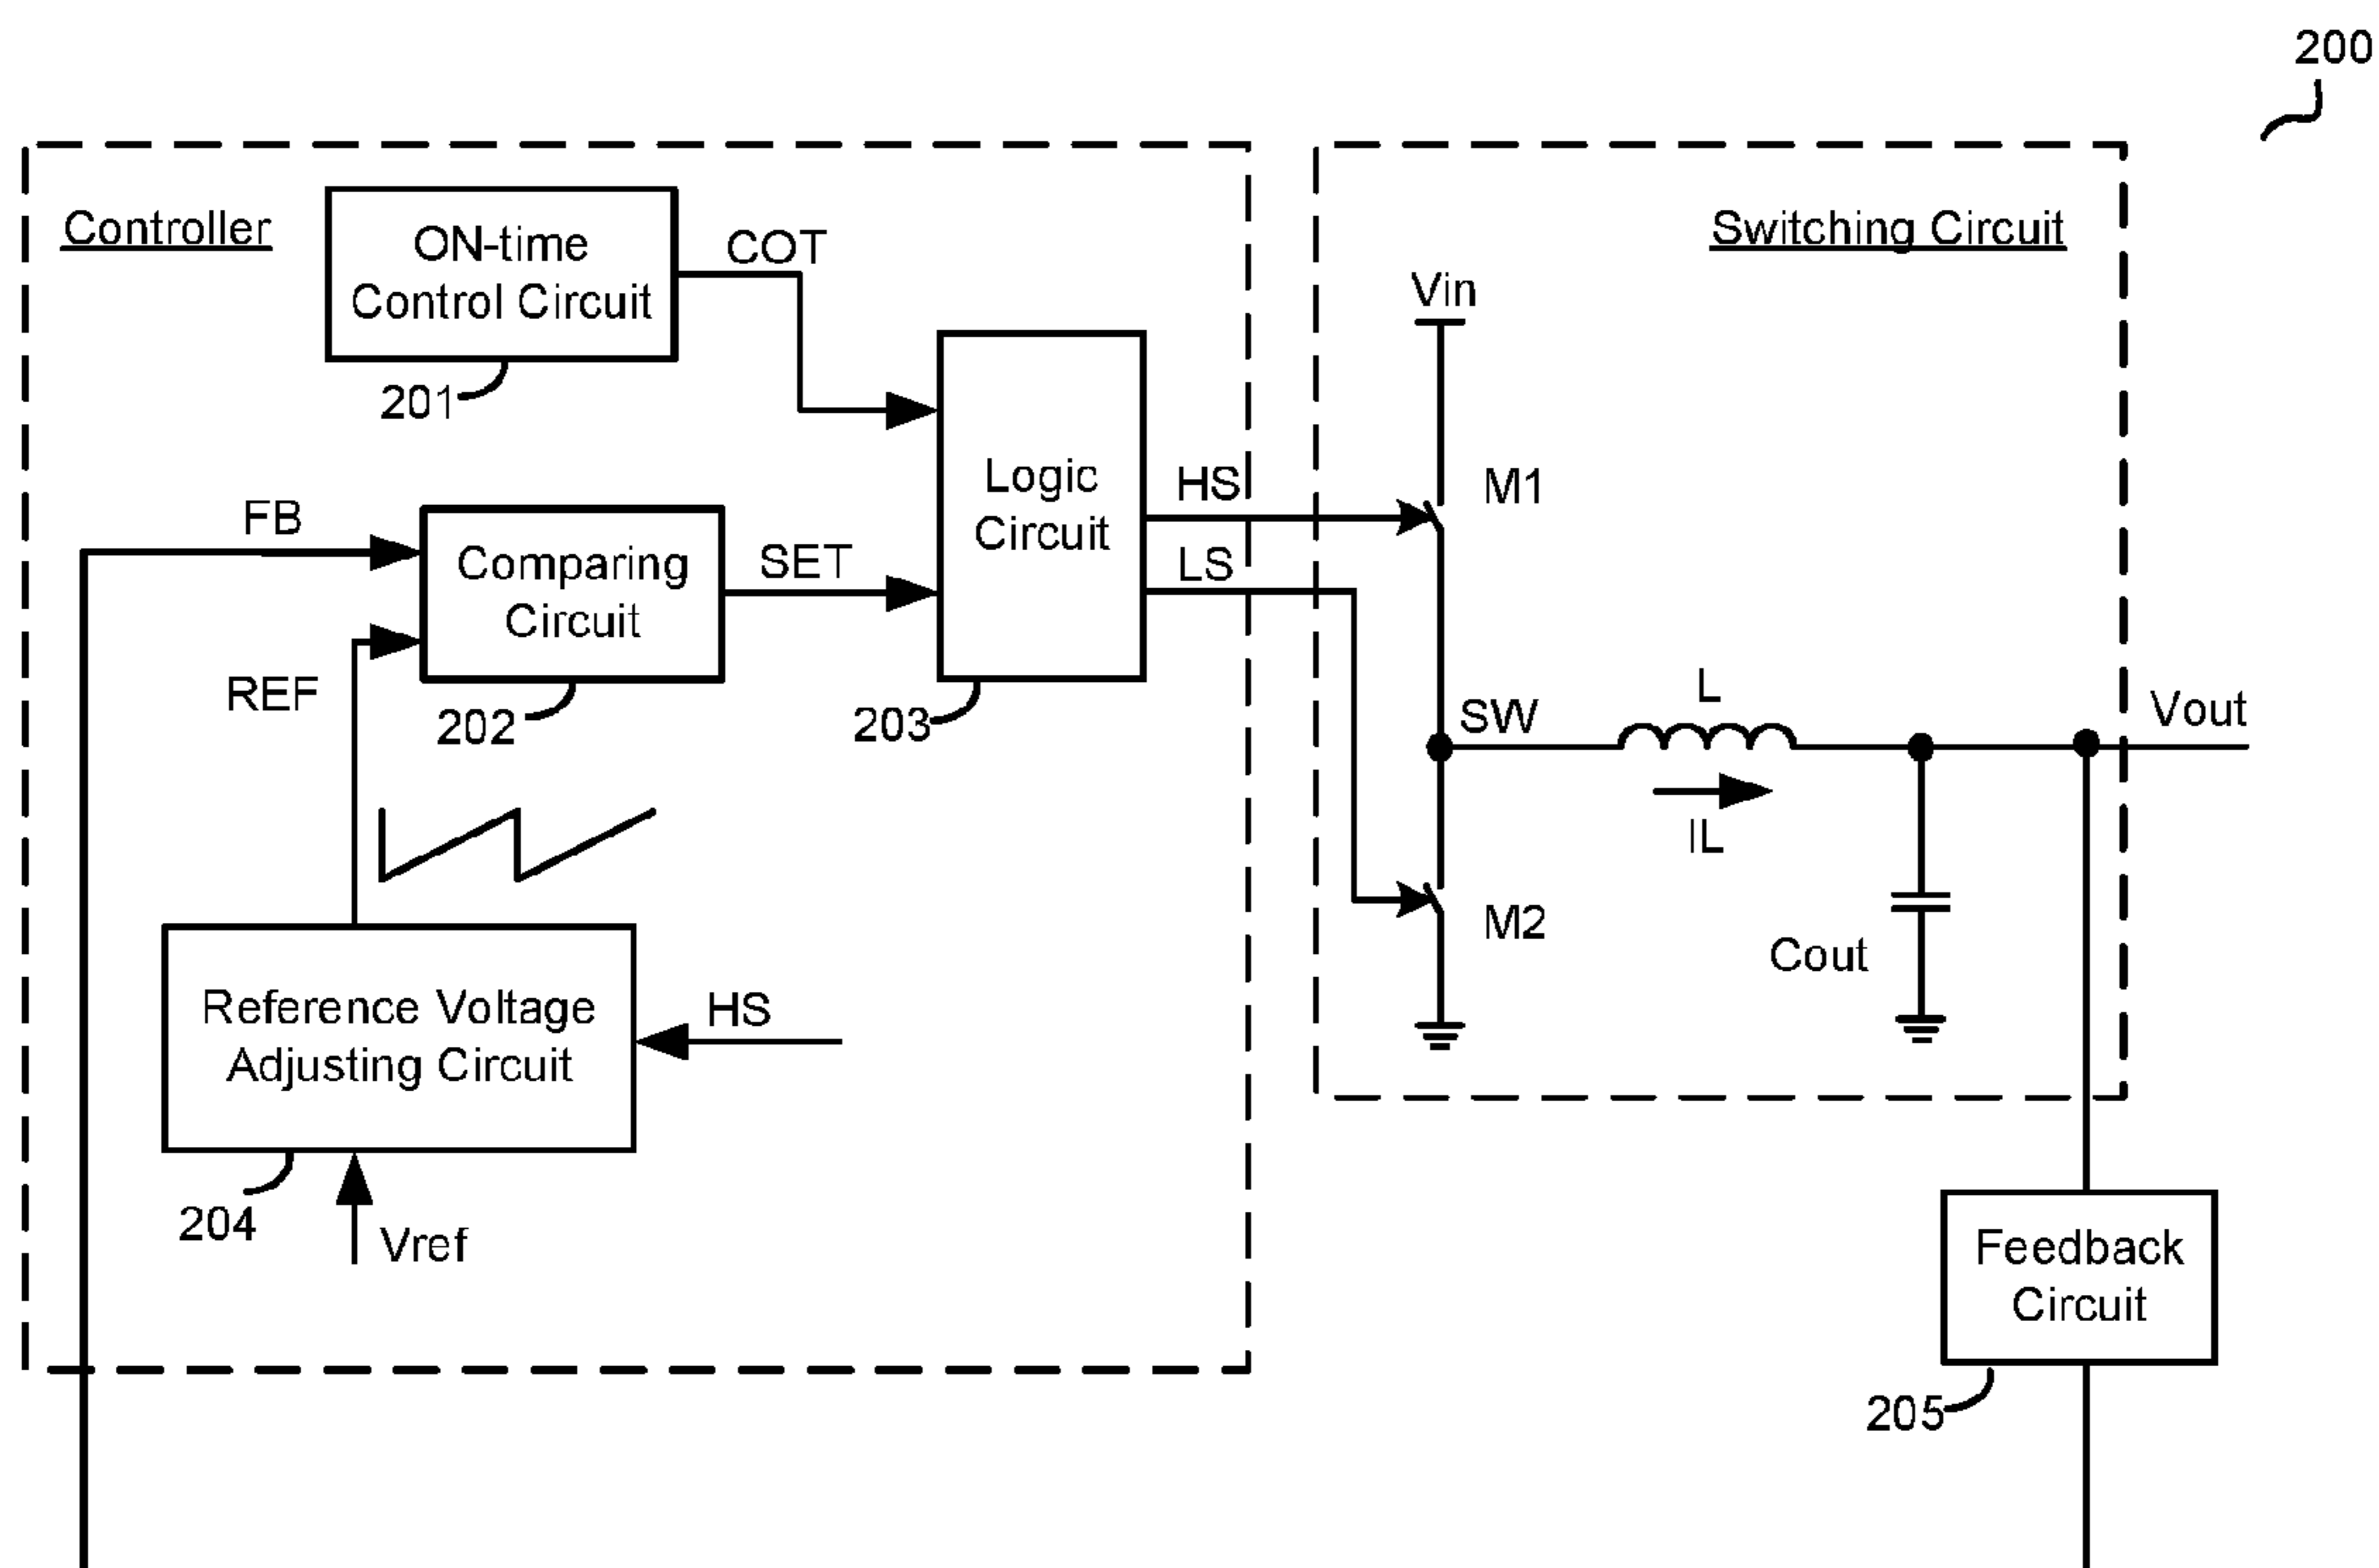 200
Controller
Switching Circuit
ON-time
Control Circuit
COT
201
Vin
FB
Comparing
Circuit
SET
REF
202
Logic
Circuit
203
HS
LS
M1
SW
L
IL
Vout
M2
Cout
Reference Voltage
Adjusting Circuit
HS
204
Vref
Feedback
Circuit
205